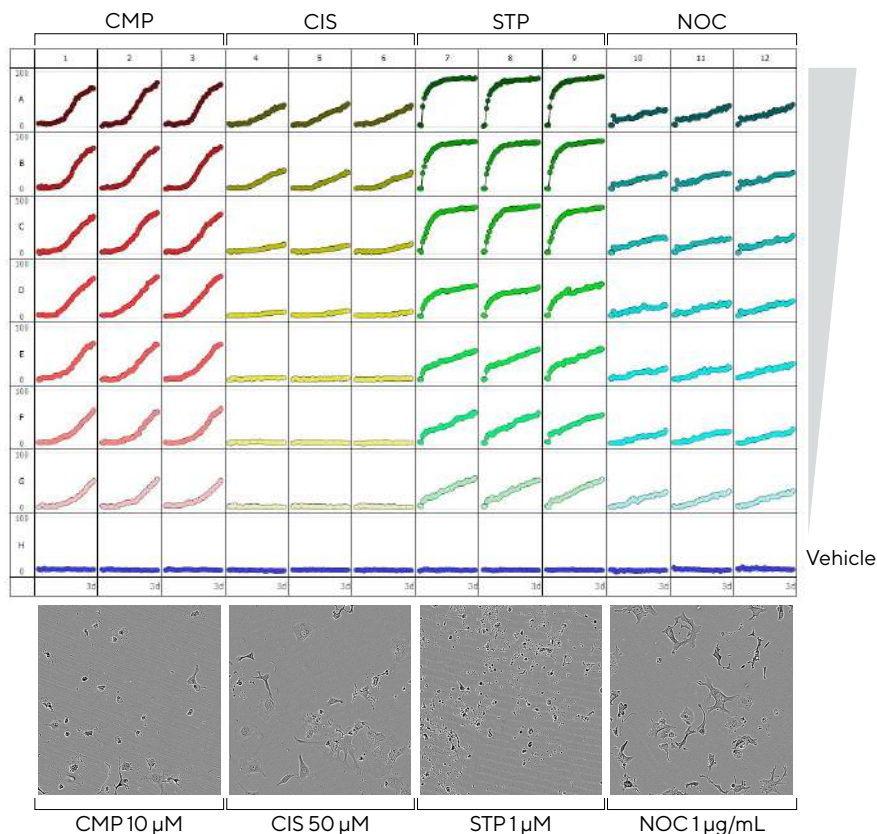 CMP CIS STP NOC
1 2 3 4 5 6 7 8 9 10 11 12
100
A
0
100
B
0
100
C
0
100
D
0
100
E
0
100
F
0
100
G
0
100
H
0
3d 3d 3d 3d 3d 3d 3d 3d 3d 3d 3d 3d
Vehicle
CMP 10 µM CIS 50 µM STP 1 µM NOC 1 µg/mL